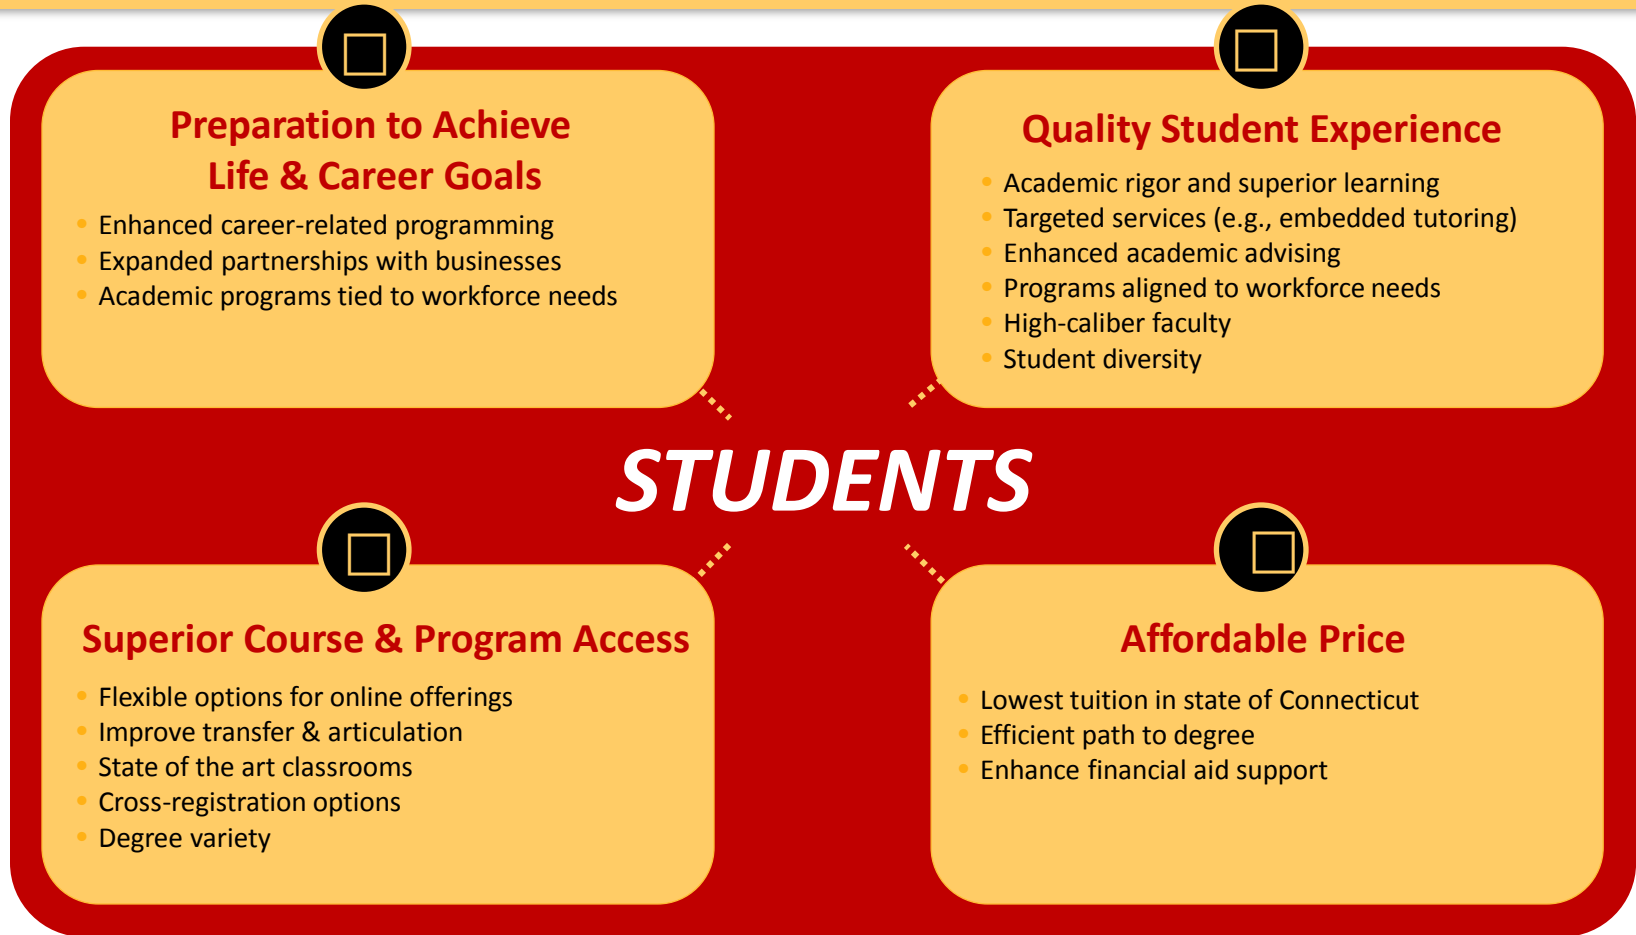 Preparation to Achieve
Life & Career Goals
• Enhanced career-related programming
• Expanded partnerships with businesses
• Academic programs tied to workforce needs
Quality Student Experience
• Academic rigor and superior learning
• Targeted services (e.g., embedded tutoring)
• Enhanced academic advising
• Programs aligned to workforce needs
• High-caliber faculty
• Student diversity
STUDENTS
Superior Course & Program Access
• Flexible options for online offerings
• Improve transfer & articulation
• State of the art classrooms
• Cross-registration options
• Degree variety
Affordable Price
• Lowest tuition in state of Connecticut
• Efficient path to degree
• Enhance financial aid support